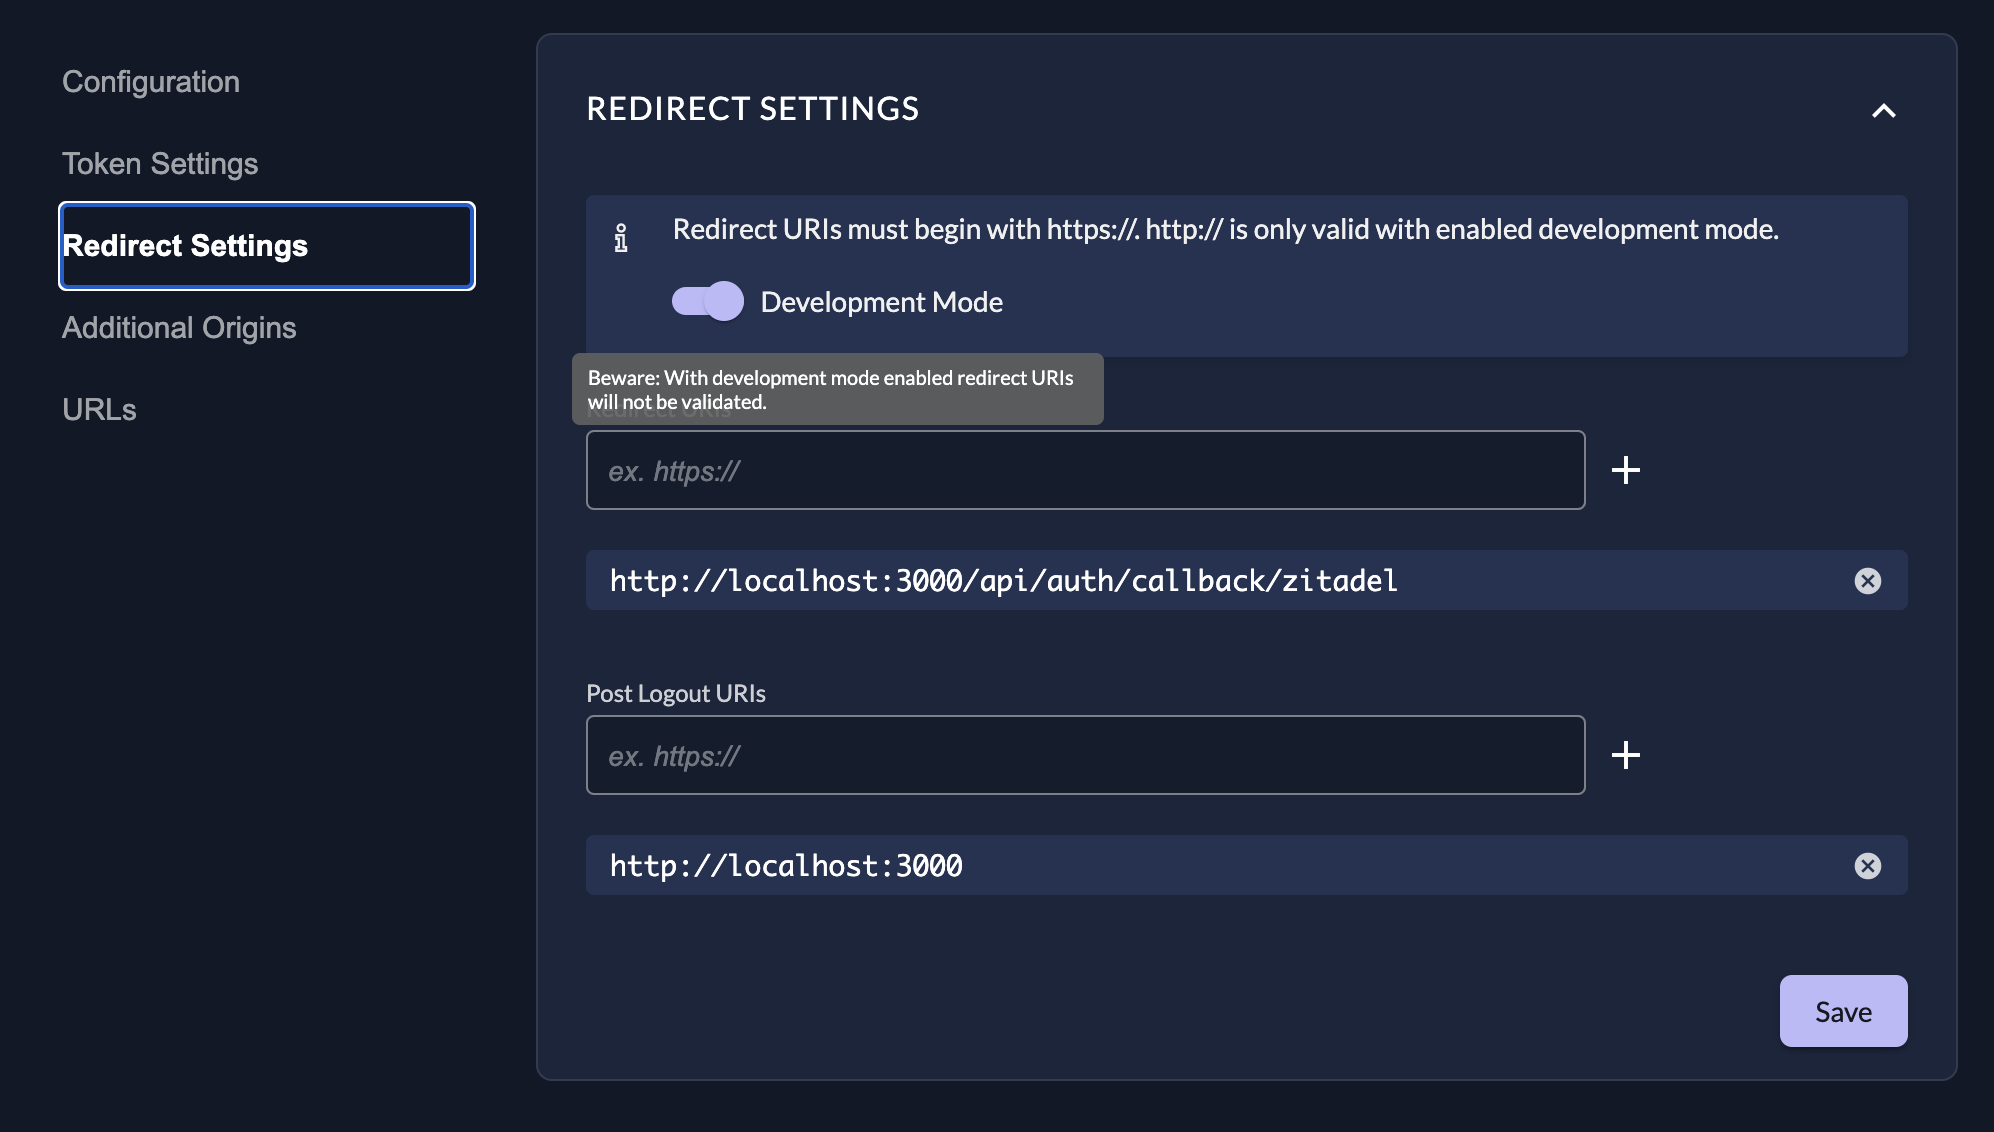 Configuration
Token Settings
Redirect Settings
Additional Origins
URLs
REDIRECT SETTINGS
Redirect URIs must begin with https://. http:// is only valid with enabled development mode.
Development Mode
Beware: With development mode enabled redirect URIs
will not be validated.
ex. https://
http://localhost:3000/api/auth/callback/zitadel
Post Logout URIs
ex. https://
http://localhost:3000
Save